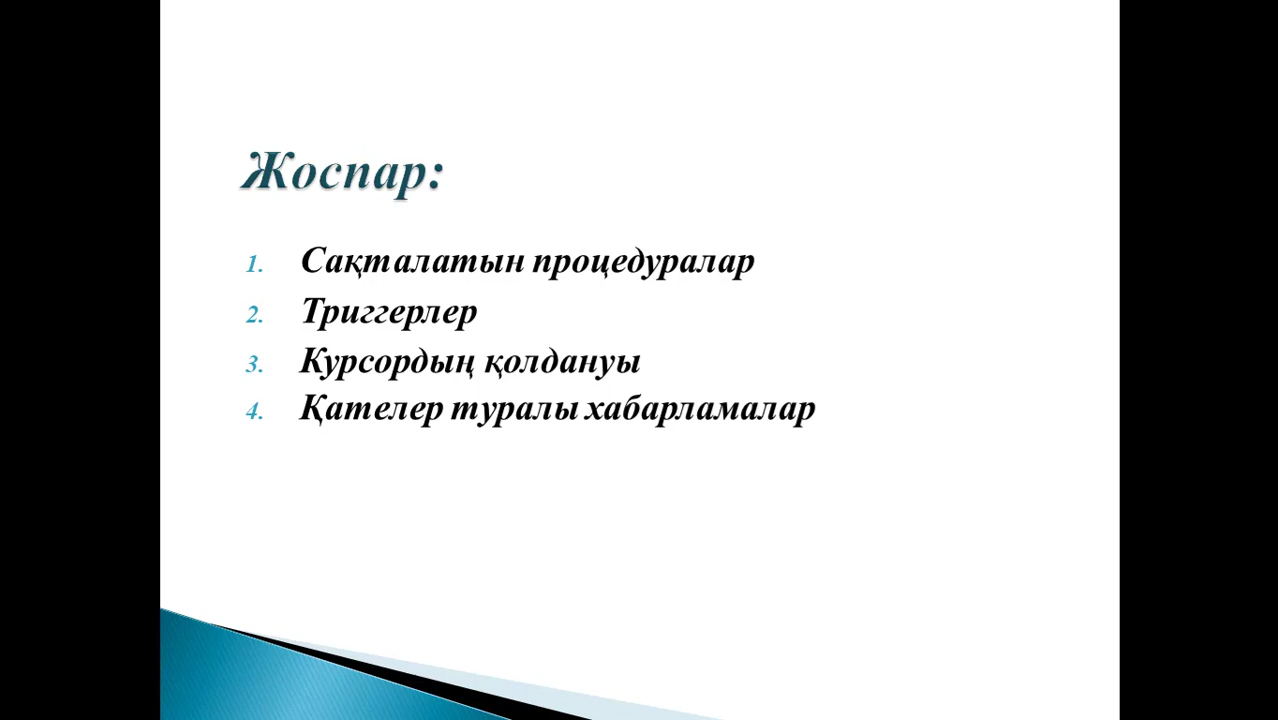 Жоспар:
1. Сақталатын процедуралар
2. Триггерлер
3. Курсордың қолдануы
4. Қателер туралы хабарламалар